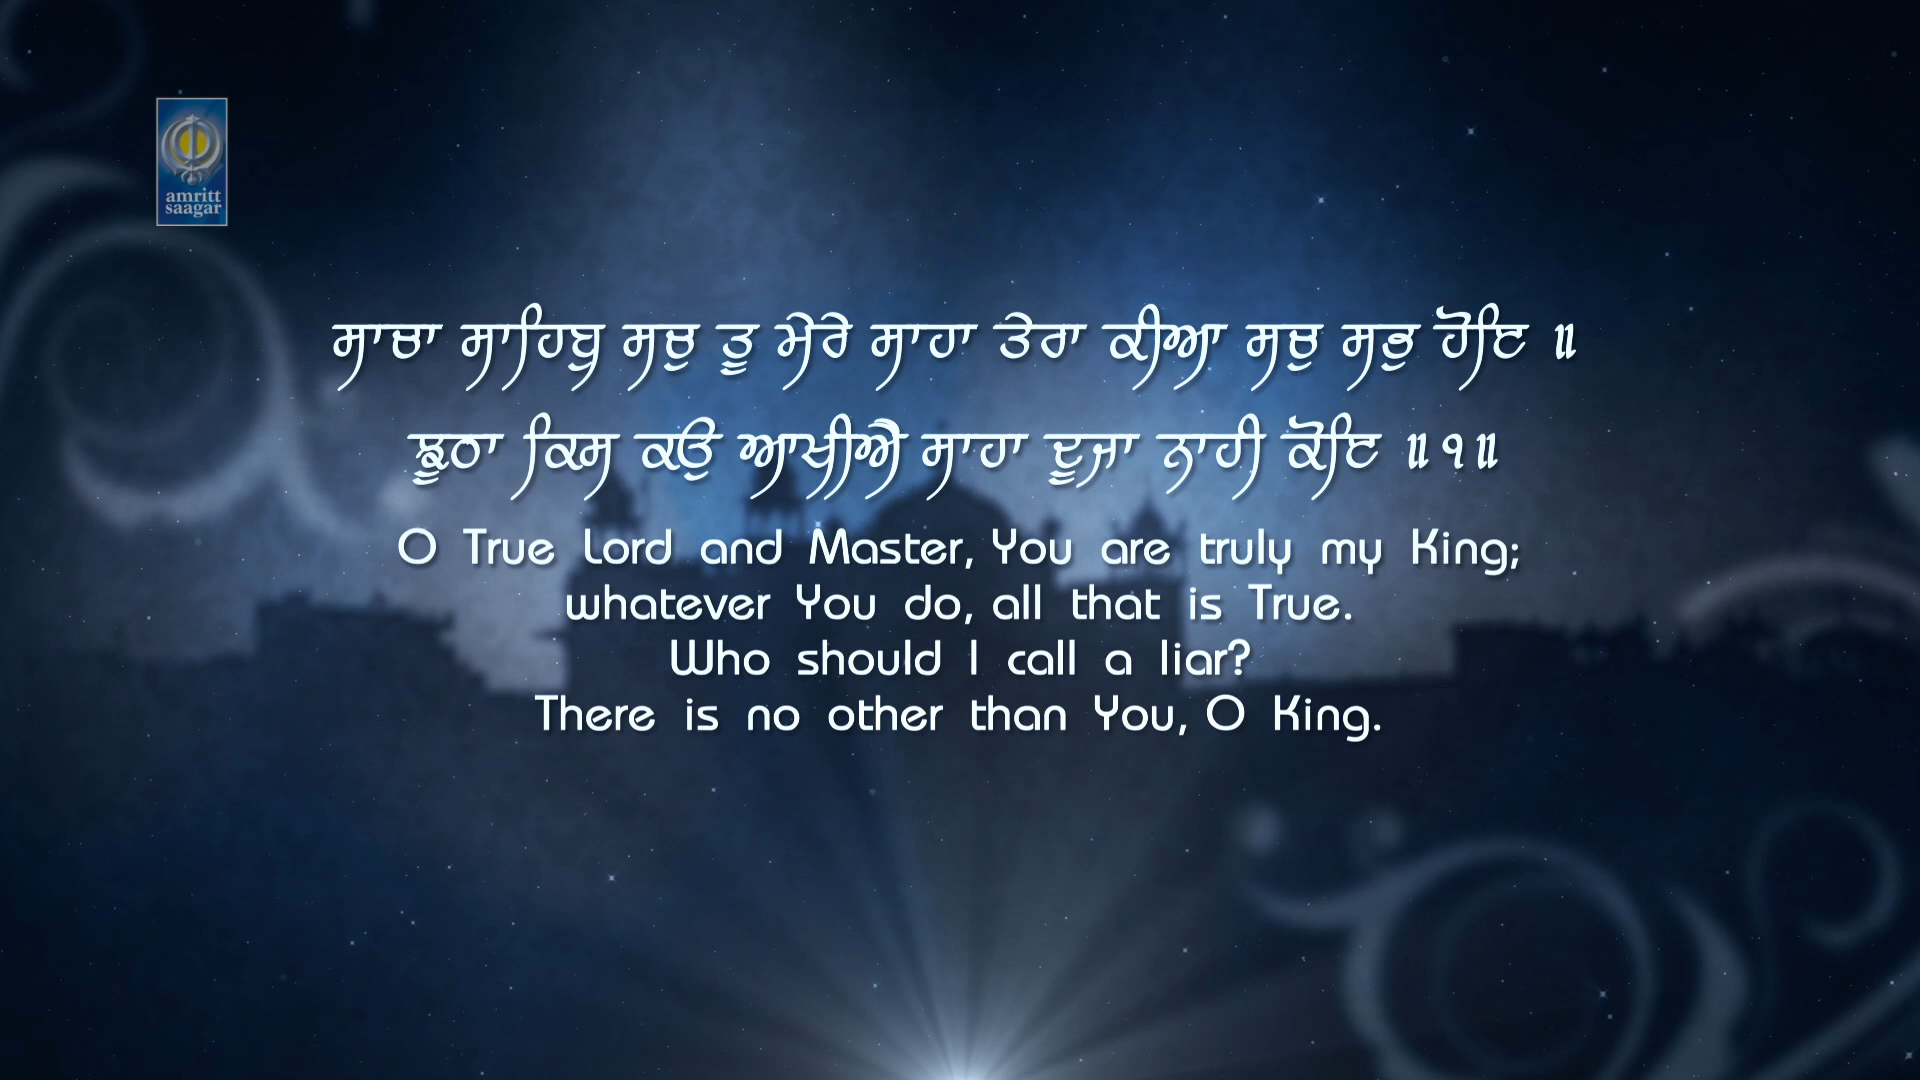 amritt
saagar
ਸਾਚਾ ਸਾਹਿਬੁ ਸਚੁ ਤੂ ਮੇਰੇ ਸਾਹਾ ਤੇਰਾ ਕੀਆ ਸਚੁ ਸਭੁ ਹੋਇ ॥
ਝੂਠਾ ਕਿਸ ਕਉ ਆਖੀਐ ਸਾਹਾ ਦੂਜਾ ਨਾਹੀ ਕੋਇ ॥੧॥
O True Lord and Master, You are truly my King;
whatever You do, all that is True.
Who should I call a liar?
There is no other than You, O King.